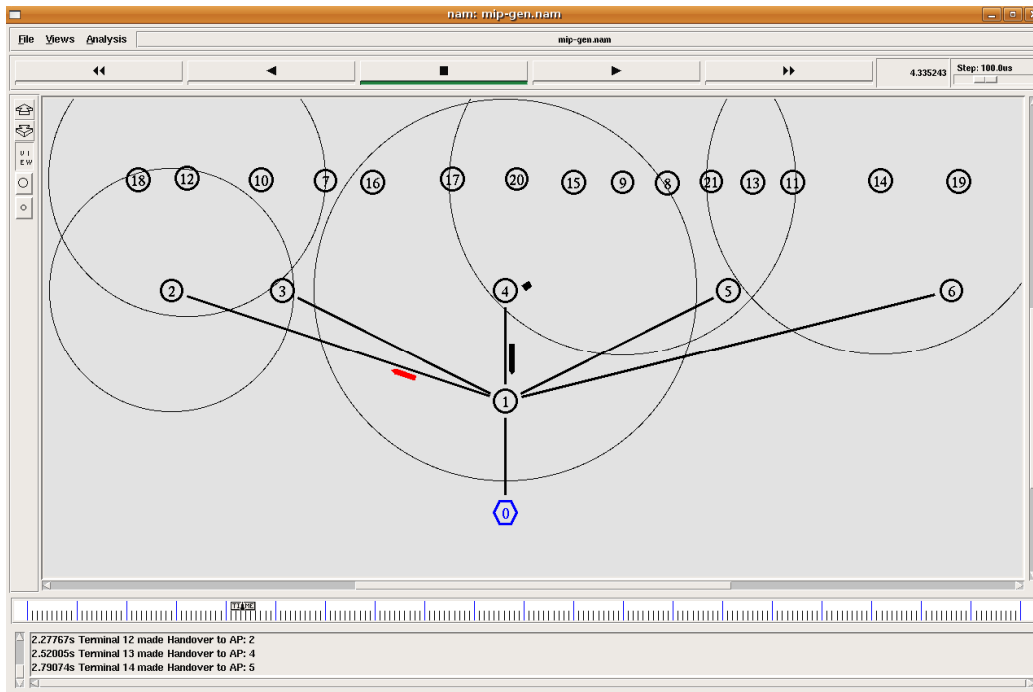 nam: mip-gen.nam
File Views Analysis mip-gen.nam
4.335243 Step: 100.0us
VIEW
18 12 10 7 16 17 20 15 9 8 21 13 11 14 19
2 3 4 5 6
1
0
TIME
2.27767s Terminal 12 made Handover to AP: 2
2.52005s Terminal 13 made Handover to AP: 4
2.79074s Terminal 14 made Handover to AP: 5